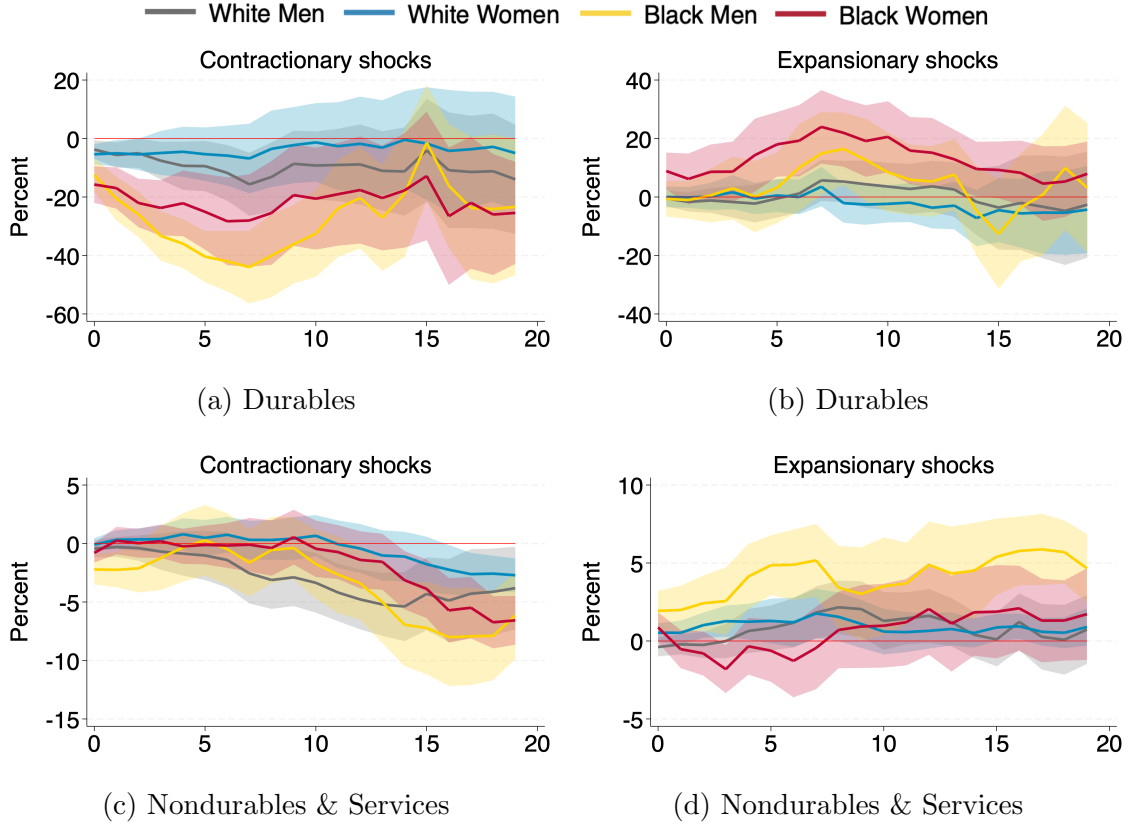 White Men White Women Black Men Black Women
Contractionary shocks
Percent
20
0
-20
-40
-60
0 5 10 15 20
(a) Durables
Expansionary shocks
Percent
40
20
0
-20
-40
0 5 10 15 20
(b) Durables
Contractionary shocks
Percent
5
0
-5
-10
-15
0 5 10 15 20
(c) Nondurables & Services
Expansionary shocks
Percent
10
5
0
-5
0 5 10 15 20
(d) Nondurables & Services